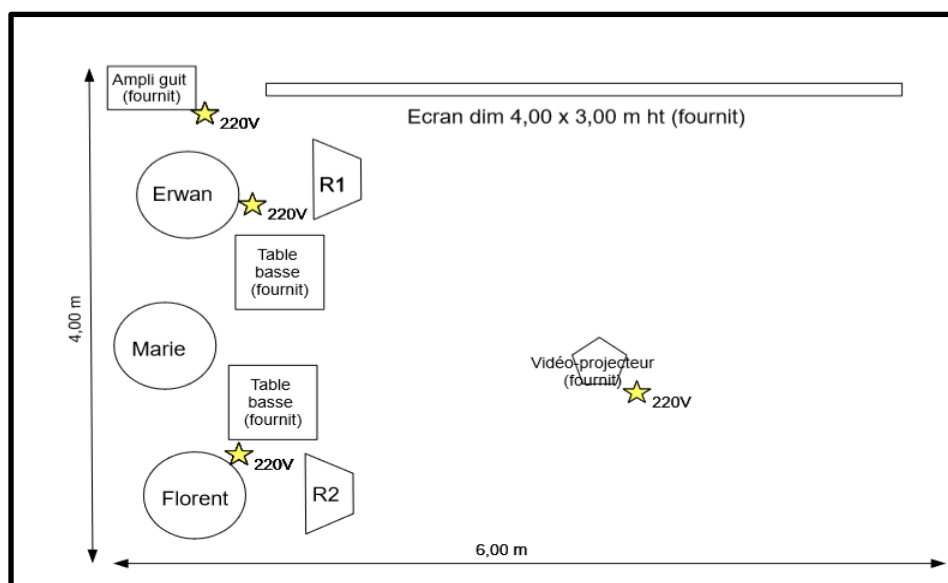 Ampli guit
(fournit)
220V
Ecran dim 4,00 x 3,00 m ht (fournit)
Erwan
220V
R1
Table
basse
(fournit)
4,00 m
Marie
Vidéo-projecteur
(fournit)
220V
Table
basse
(fournit)
220V
Florent
R2
6,00 m